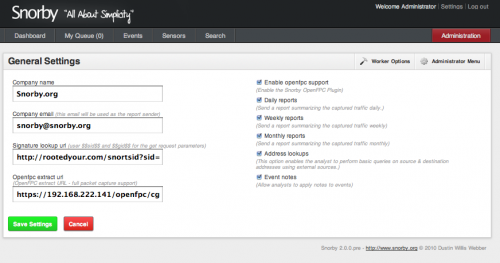 Snorby "All About Simplicity"
Welcome Administrator | Settings | Log out
Dashboard My Queue (0) Events Sensors Search Administration
General Settings
Worker Options Administrator Menu
Company name
Snorby.org
Company email (this email will be used as the report sender)
snorby@snorby.org
Signature lookup url (user $$sid$$ and $$gid$$ for the get request parameters)
http://rootedyour.com/snortsid?sid=
Openfpc extract url
(OpenFPC extract URL - full packet capture support)
https://192.168.222.141/openfpc/cg
Save Settings Cancel
Enable openfpc support
(Enable the Snorby OpenFPC Plugin)
Daily reports
(Send a report summarizing the captured traffic daily.)
Weekly reports
(Send a report summarizing the captured traffic weekly)
Monthly reports
(Send a report summarizing the captured traffic monthly)
Address lookups
(This option enables the analyst to perform basic queries on source & destination
addresses using external sources.)
Event notes
(Allow analysts to apply notes to events)
Snorby 2.0.0.pre - http://www.snorby.org © 2010 Dustin Willis Webber